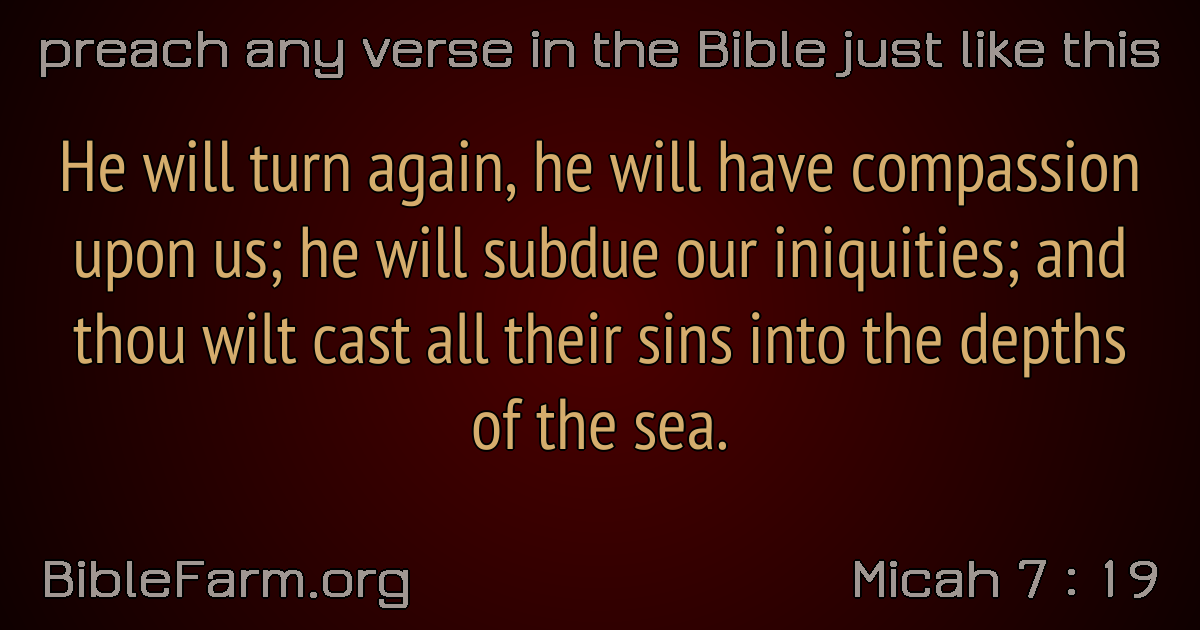 preach any verse in the Bible just like this
He will turn again, he will have compassion
upon us; he will subdue our iniquities; and
thou wilt cast all their sins into the depths
of the sea.
BibleFarm.org
Micah 7 : 19